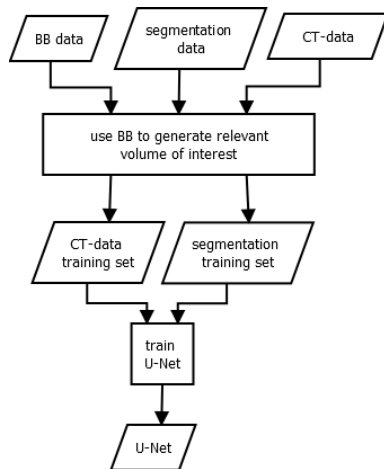 BB data
segmentation
data
CT-data
use BB to generate relevant
volume of interest
CT-data
training set
segmentation
training set
train
U-Net
U-Net